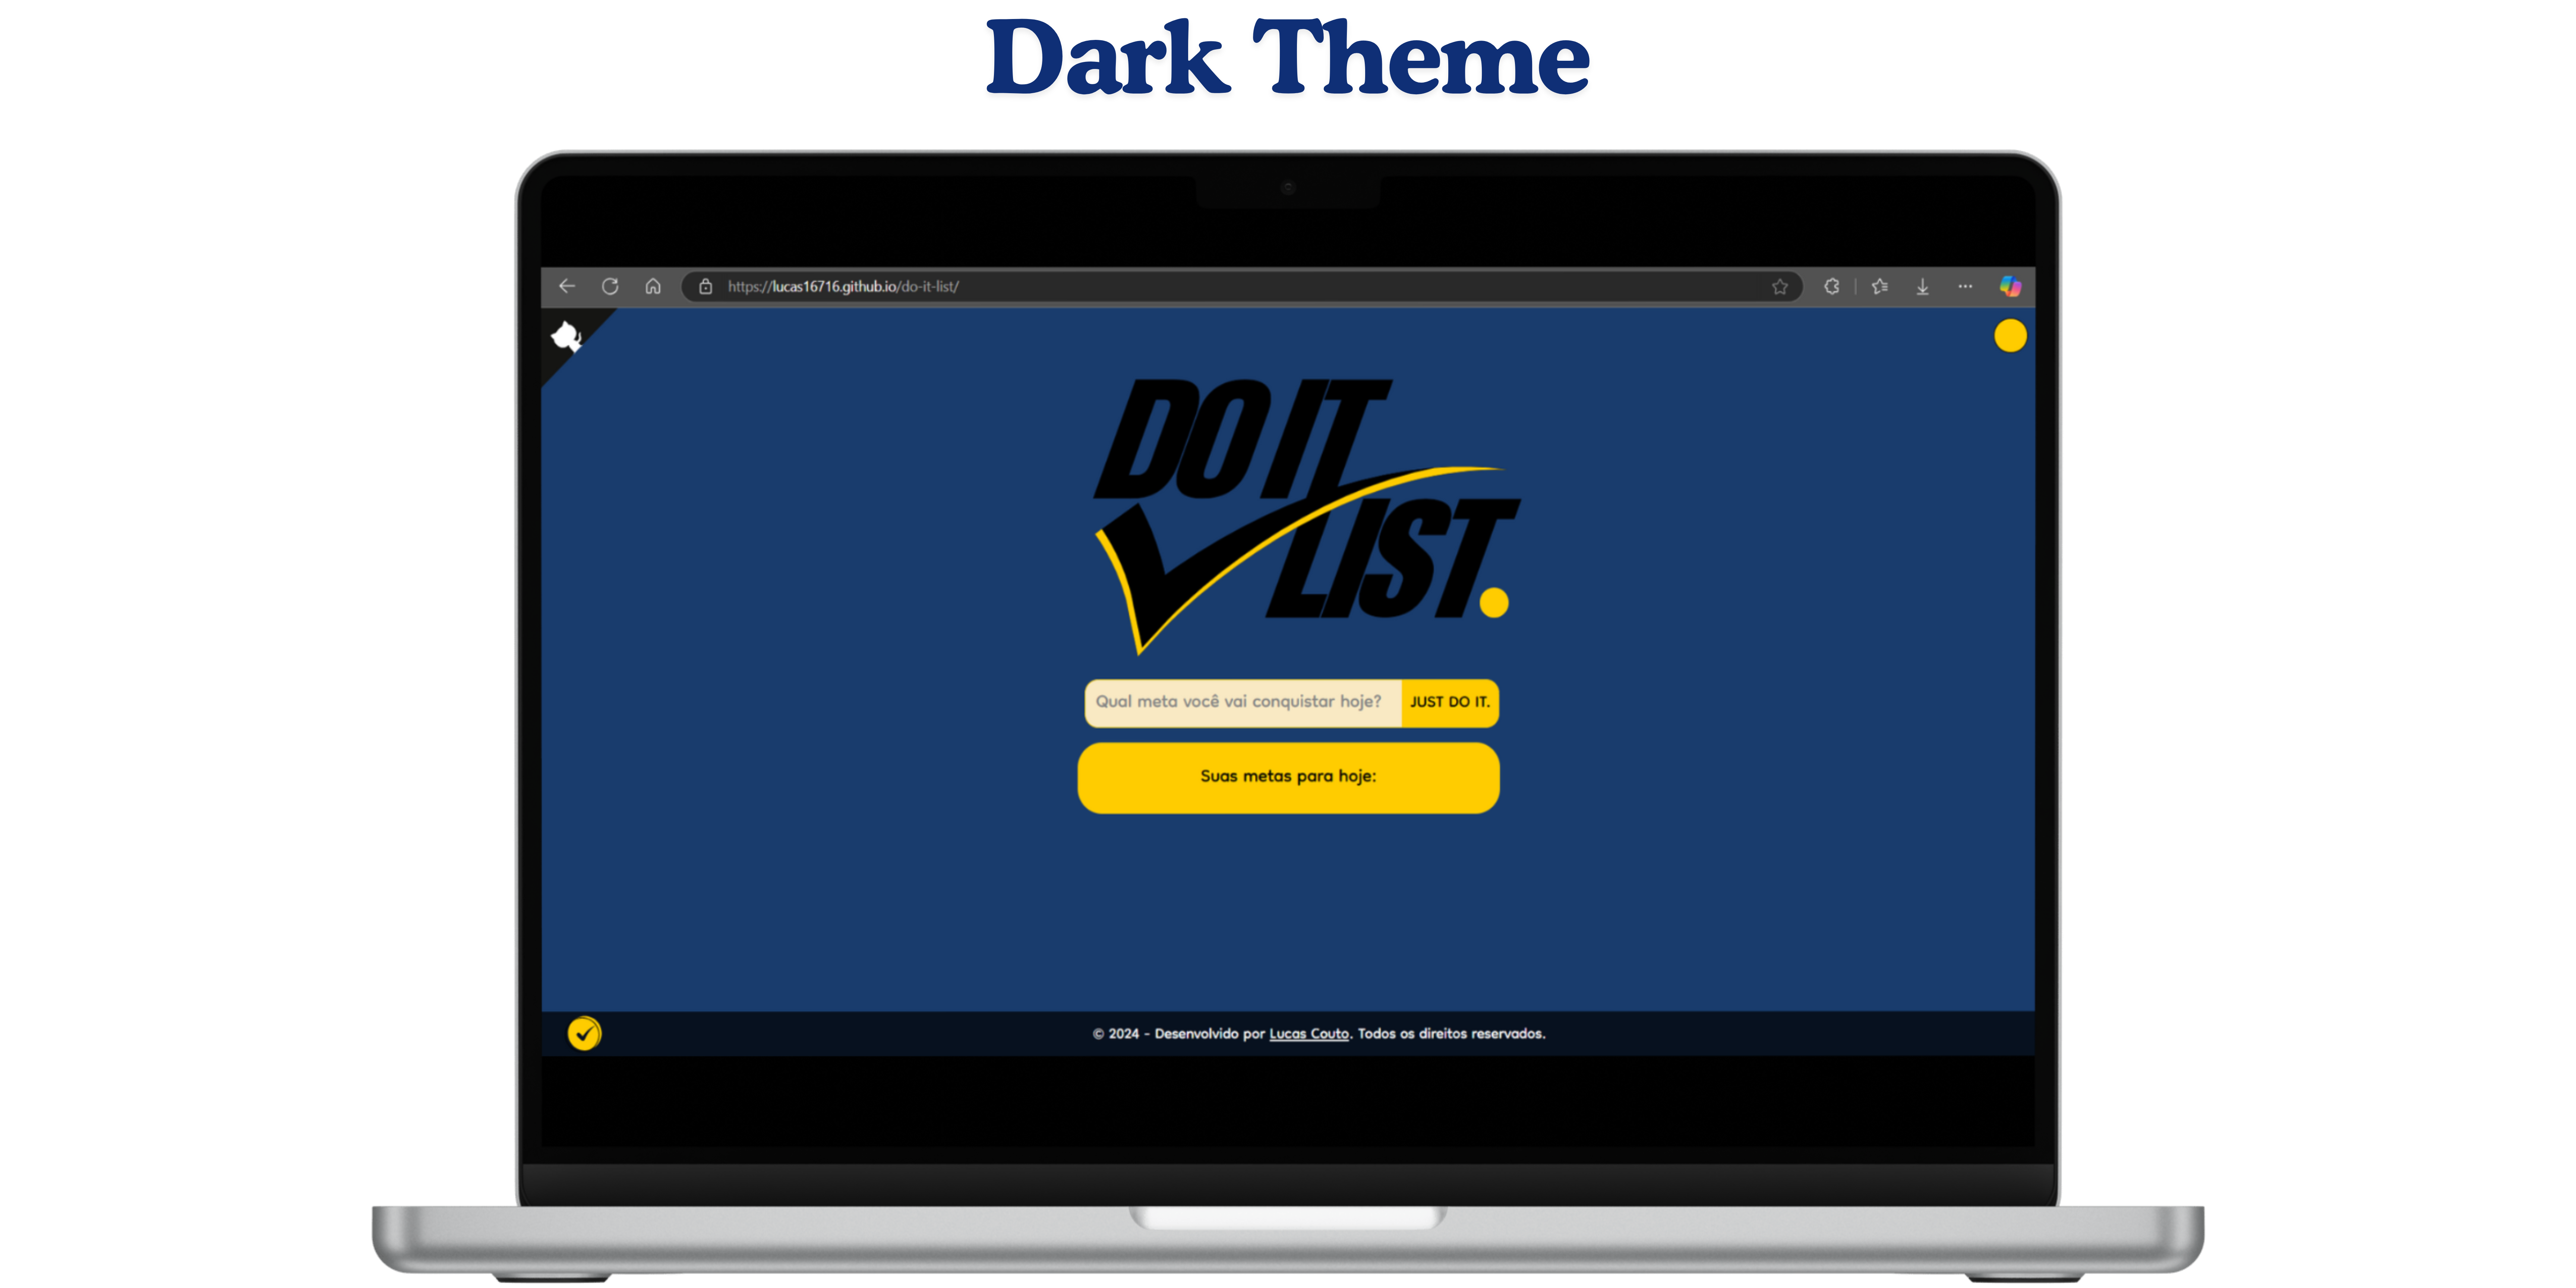 Dark Theme
https://lucas16716.github.io/do-it-list/
DO IT
LIST.
Qual meta você vai conquistar hoje?
JUST DO IT.
Suas metas para hoje:
© 2024 - Desenvolvido por Lucas Couto. Todos os direitos reservados.